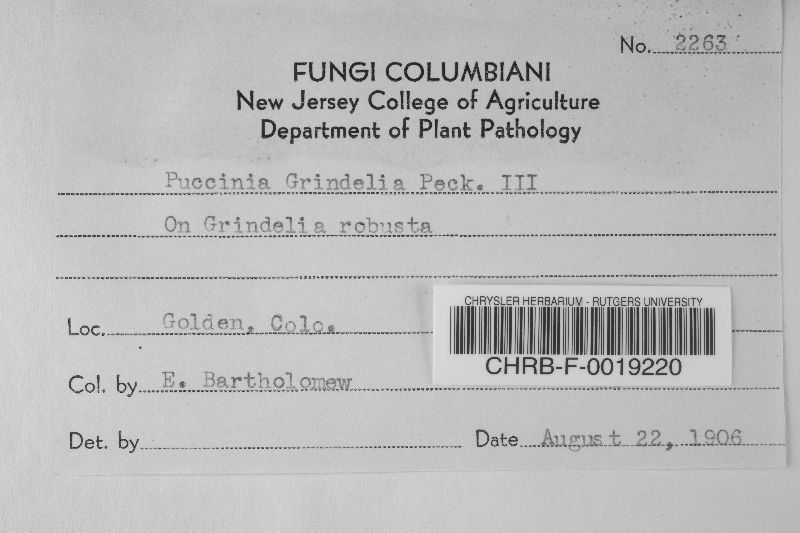 No. 2263
FUNGI COLUMBIANI
New Jersey College of Agriculture
Department of Plant Pathology
Puccinia Grindelia Peck. III
On Grindelia robusta
Loc. Golden, Colo.
CHRYSLER HERBARIUM - RUTGERS UNIVERSITY
CHRB-F-0019220
Col. by E. Bartholomew
Det. by
Date August 22, 1906